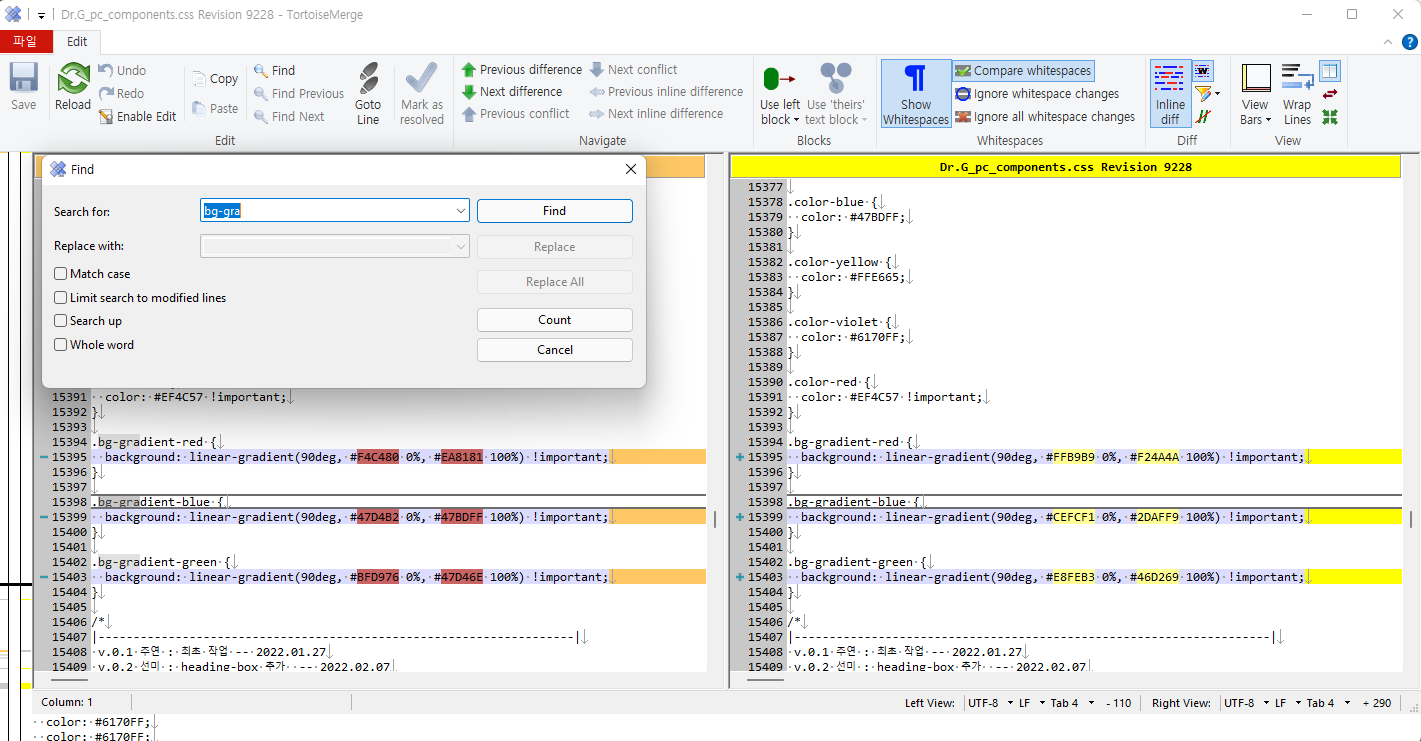 Dr.G_pc_components.css Revision 9228 - TortoiseMerge
파일 Edit
Save
Reload
Undo
Redo
Enable Edit
Copy
Paste
Find
Find Previous
Find Next
Goto Line
Mark as resolved
Edit
Previous difference
Next difference
Previous conflict
Next conflict
Previous inline difference
Next inline difference
Navigate
Use left block
Use 'theirs' text block
Blocks
Show Whitespaces
Compare whitespaces
Ignore whitespace changes
Ignore all whitespace changes
Whitespaces
Inline diff
Diff
View Bars
Wrap Lines
View
Find
Search for: bg-gra
Find
Replace with:
Replace
Match case
Replace All
Limit search to modified lines
Search up
Count
Whole word
Cancel
15391 color: #EF4C57 !important;
15392 }
15393
15394 .bg-gradient-red {
15395 background: linear-gradient(90deg, #F4C480 0%, #EA8181 100%) !important;
15396 }
15397
15398 .bg-gradient-blue {
15399 background: linear-gradient(90deg, #47D4B2 0%, #47BDFF 100%) !important;
15400 }
15401
15402 .bg-gradient-green {
15403 background: linear-gradient(90deg, #BFD976 0%, #47D46E 100%) !important;
15404 }
15405
15406 /*
15407 |-----------------------------------------------------------------------|
15408 v.0.1 주연 : 최초 작업 -- 2022.01.27
15409 v.0.2 선미 : heading-box 추가 -- 2022.02.07
Dr.G_pc_components.css Revision 9228
15377
15378 .color-blue {
15379 color: #47BDFF;
15380 }
15381
15382 .color-yellow {
15383 color: #FFE665;
15384 }
15385
15386 .color-violet {
15387 color: #6170FF;
15388 }
15389
15390 .color-red {
15391 color: #EF4C57 !important;
15392 }
15393
15394 .bg-gradient-red {
15395 background: linear-gradient(90deg, #FFB9B9 0%, #F24A4A 100%) !important;
15396 }
15397
15398 .bg-gradient-blue {
15399 background: linear-gradient(90deg, #CEFCF1 0%, #2DAFF9 100%) !important;
15400 }
15401
15402 .bg-gradient-green {
15403 background: linear-gradient(90deg, #E8FEB3 0%, #46D269 100%) !important;
15404 }
15405
15406 /*
15407 |-----------------------------------------------------------------------|
15408 v.0.1 주연 : 최초 작업 -- 2022.01.27
15409 v.0.2 선미 : heading-box 추가 -- 2022.02.07
Column: 1
Left View: UTF-8 LF Tab 4 - 110 Right View: UTF-8 LF Tab 4 + 290
color: #6170FF;
color: #6170FF;